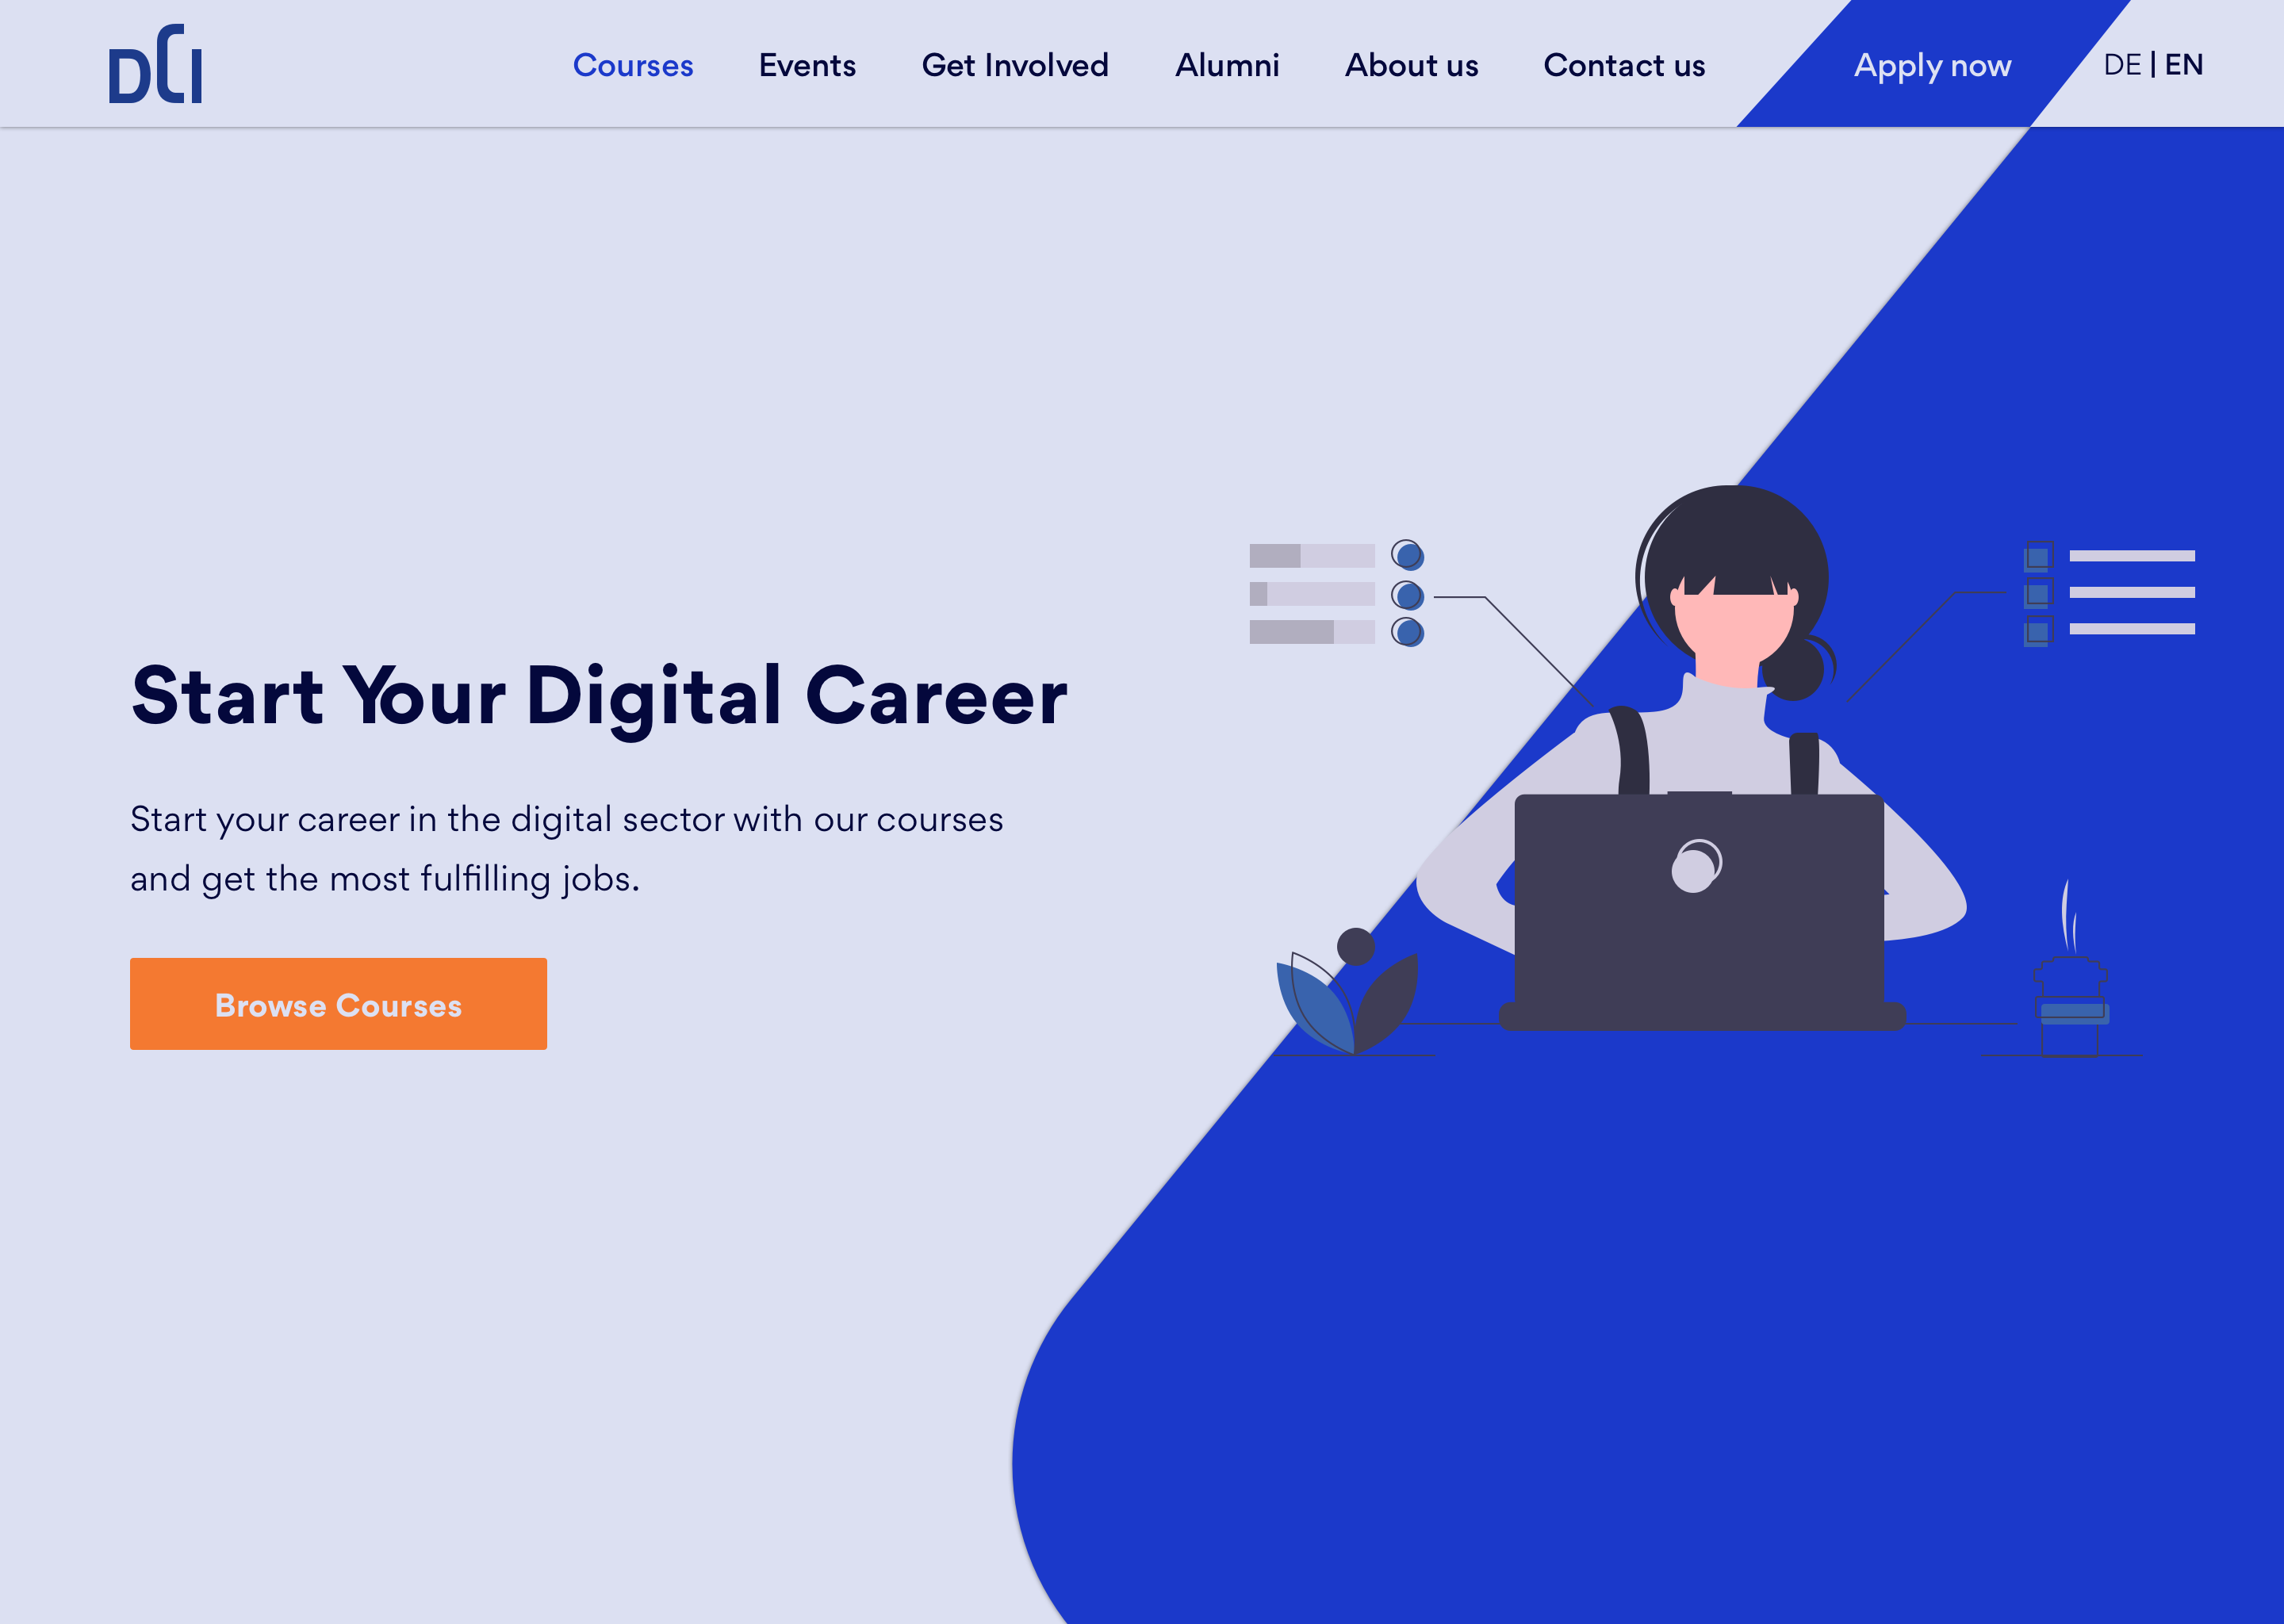 DCI
Courses Events Get Involved Alumni About us Contact us Apply now DE | EN
Start Your Digital Career
Start your career in the digital sector with our courses
and get the most fulfilling jobs.
Browse Courses